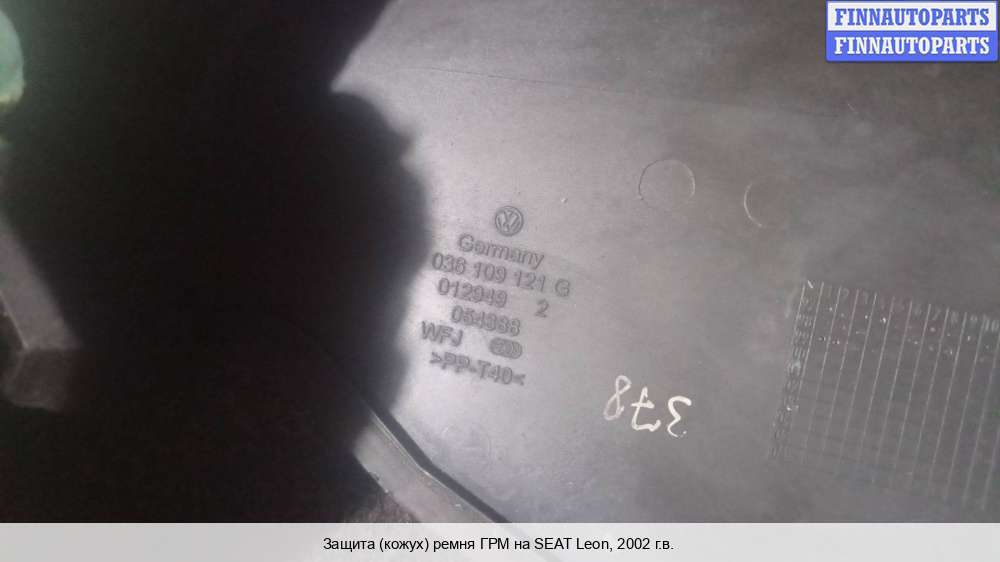 FINNAUTOPARTS
FINNAUTOPARTS
Germany
036 109 121 G
012949 2
054388
WFJ
>PP-T40<
378
Защита (кожух) ремня ГРМ на SEAT Leon, 2002 г.в.